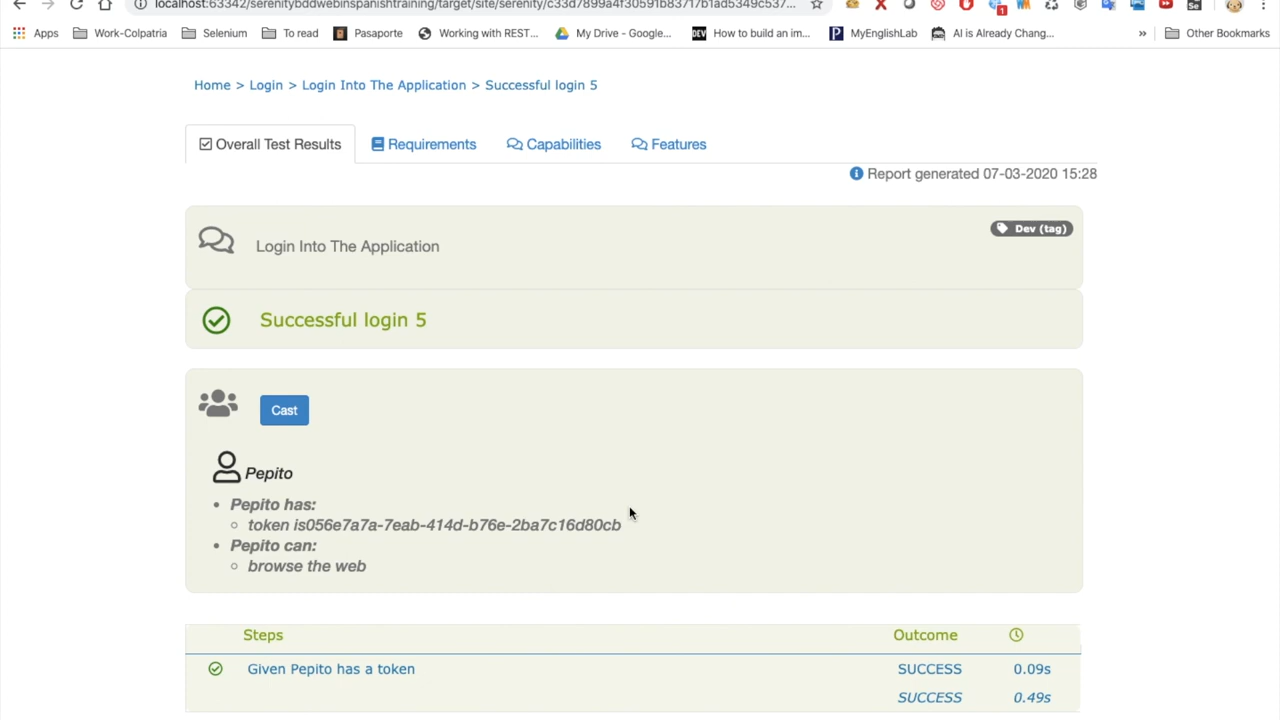 localhost:63342/serenitybddwebinspanishtraining/target/site/serenity/c33d7899a4f30591b83717b1ad5349c537...
Apps Work-Colpatria Selenium To read Pasaporte Working with REST... My Drive - Google... DEV How to build an im... MyEnglishLab AI is Already Chang... » Other Bookmarks
Home > Login > Login Into The Application > Successful login 5
Overall Test Results Requirements Capabilities Features
Report generated 07-03-2020 15:28
Login Into The Application Dev (tag)
Successful login 5
Cast
Pepito
Pepito has:
token is056e7a7a-7eab-414d-b76e-2ba7c16d80cb
Pepito can:
browse the web
Steps Outcome
Given Pepito has a token SUCCESS 0.09s
SUCCESS 0.49s